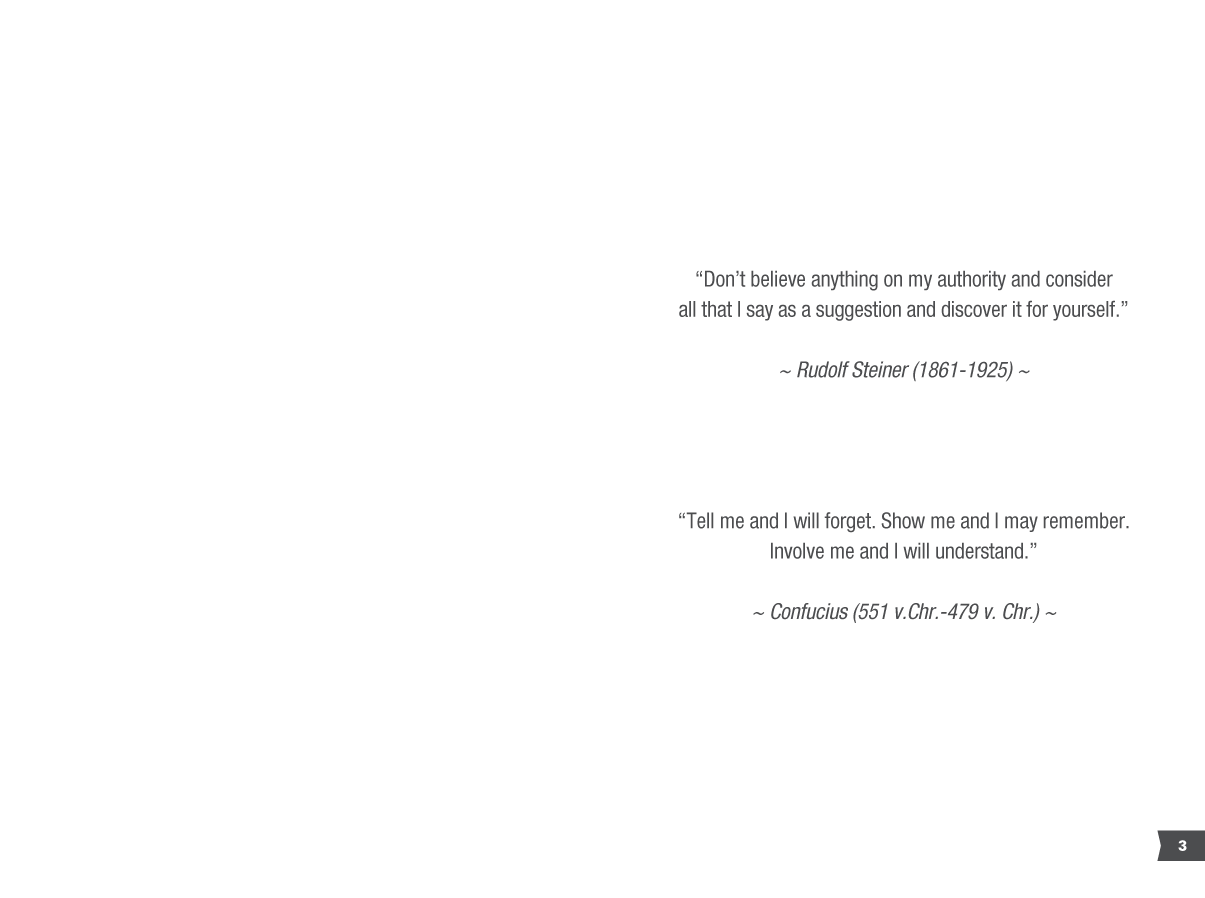 “Don’t believe anything on my authority and consider
all that I say as a suggestion and discover it for yourself.”
~ Rudolf Steiner (1861-1925) ~
“Tell me and I will forget. Show me and I may remember.
Involve me and I will understand.”
~ Confucius (551 v.Chr.-479 v. Chr.) ~
3